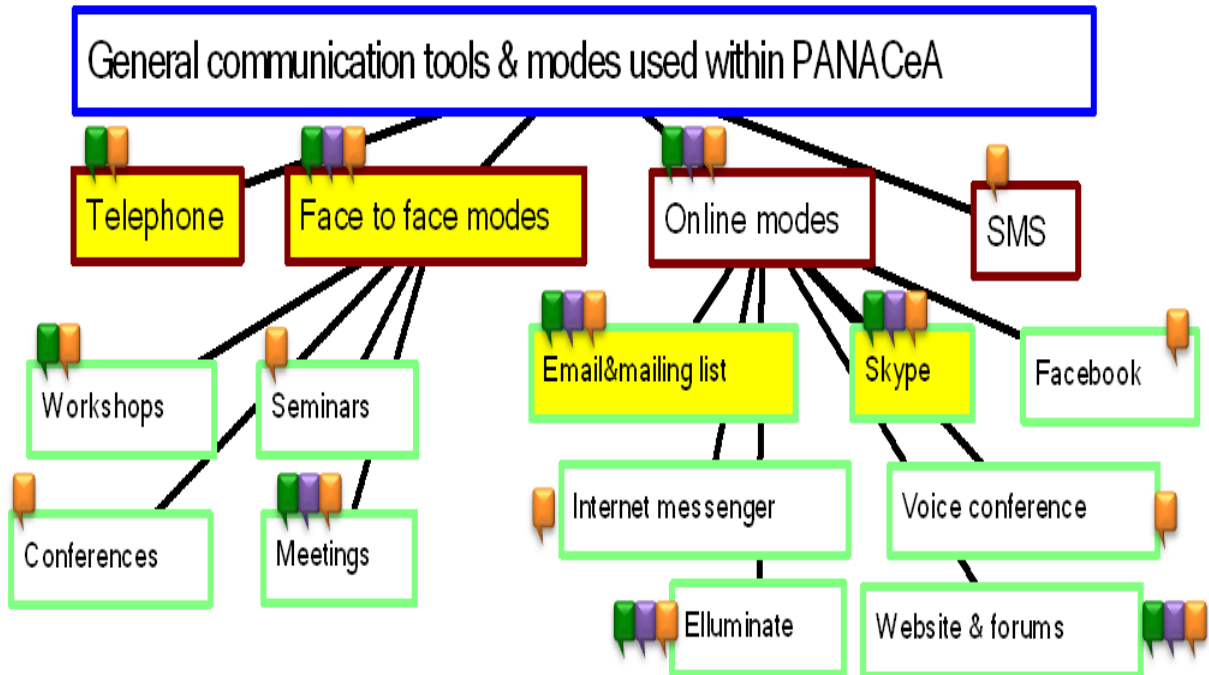 General communication tools & modes used within PANACeA
Telephone
Face to face modes
Online modes
SMS
Workshops
Seminars
Email&mailing list
Skype
Facebook
Conferences
Meetings
Internet messenger
Voice conference
Elluminate
Website & forums